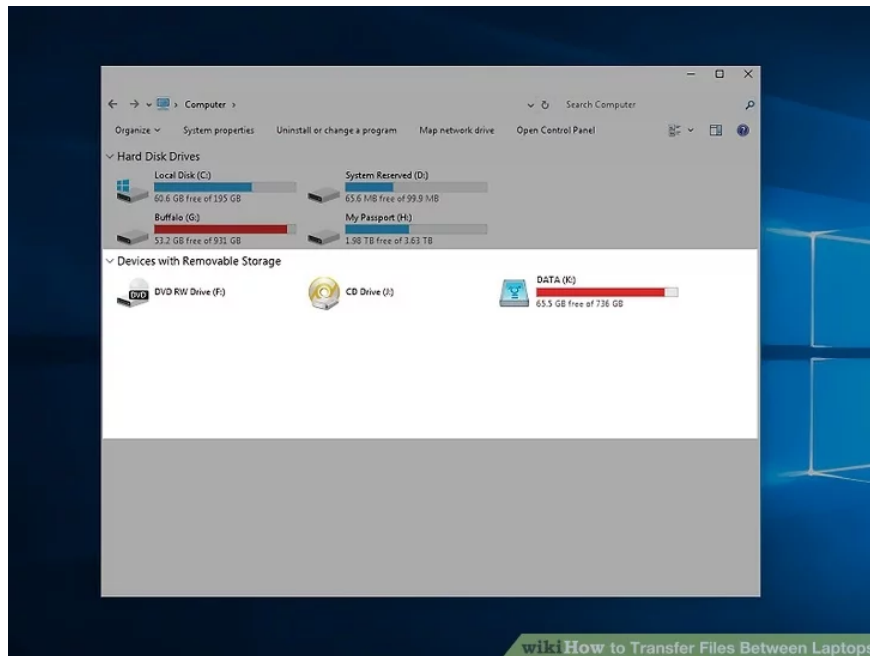 Computer
Search Computer
Organize
System properties
Uninstall or change a program
Map network drive
Open Control Panel
Hard Disk Drives
Local Disk (C:)
60.6 GB free of 195 GB
System Reserved (D:)
65.6 MB free of 99.9 MB
Buffalo (G:)
53.2 GB free of 931 GB
My Passport (H:)
1.98 TB free of 3.63 TB
Devices with Removable Storage
DVD
DVD RW Drive (F:)
CD Drive (J:)
DATA (K:)
65.5 GB free of 736 GB
wikiHow to Transfer Files Between Laptops